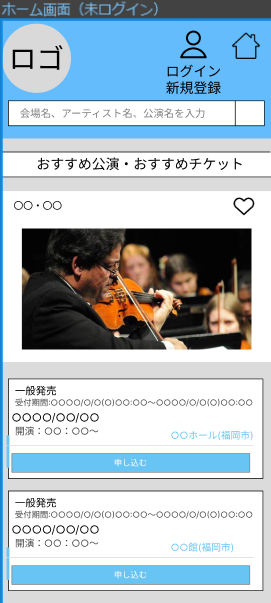 ホーム画面（未ログイン）
ロゴ
ログイン
新規登録
会場名、アーティスト名、公演名を入力
おすすめ公演・おすすめチケット
○○・○○
一般発売
受付期間:○○○○/○/○(○)○○:○○～○○○○/○/○(○)○○:○○
○○○○/○○/○○
開演：○○：○○～
○○ホール(福岡市)
申し込む
一般発売
受付期間:○○○○/○/○(○)○○:○○～○○○○/○/○(○)○○:○○
○○○○/○○/○○
開演：○○：○○～
○○館(福岡市)
申し込む